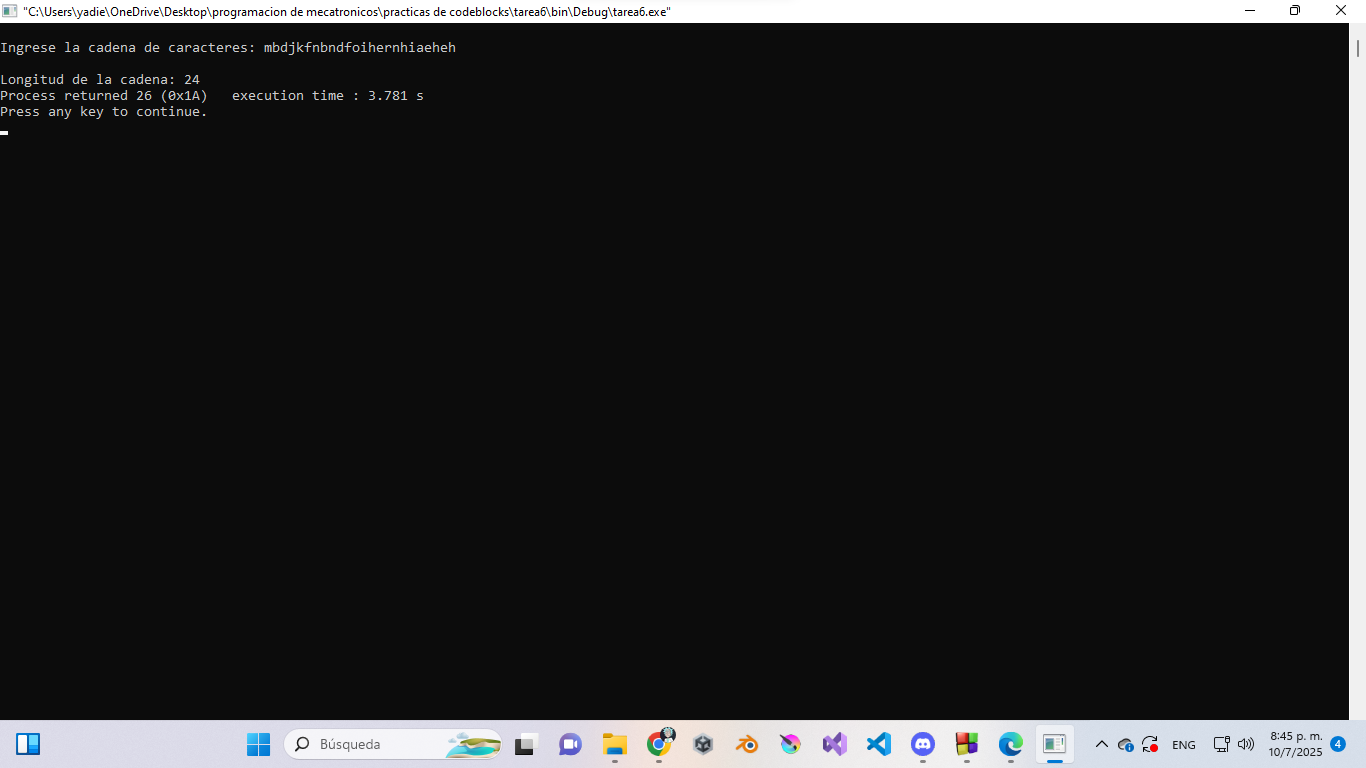 "C:\Users\yadie\OneDrive\Desktop\programacion de mecatronicos\practicas de codeblocks\tarea6\bin\Debug\tarea6.exe"
Ingrese la cadena de caracteres: mbdjkfnbndfoihernhiaeheh
Longitud de la cadena: 24
Process returned 26 (0x1A)   execution time : 3.781 s
Press any key to continue.
Búsqueda
ENG
8:45 p. m.
10/7/2025
4